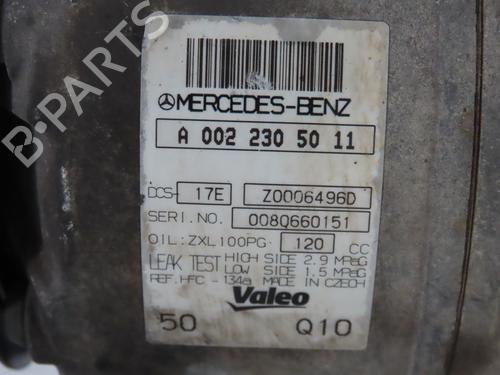 MERCEDES-BENZ
A 002 230 50 11
DCS- 17E Z0006496D
SERI.NO. 0080660151
OIL:ZXL100PG 120 CC
LEAK TEST HIGH SIDE 2.9 MPaG
LOW SIDE 1.5 MPaG
REF.HFC-134a MADE IN CZECH
Valeo
50 Q10
B-PARTS